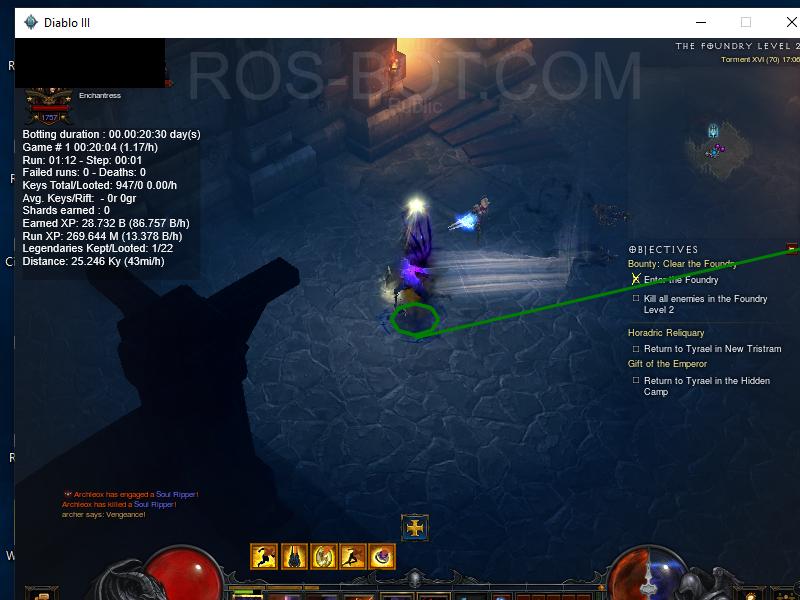 Diablo III
THE FOUNDRY LEVEL 2
Torment XVI (70) 17:06
ROS-BOT.COM
Public
Enchantress
1757
Botting duration : 00.00:20:30 day(s)
Game # 1 00:20:04 (1.17/h)
Run: 01:12 - Step: 00:01
Failed runs: 0 - Deaths: 0
Keys Total/Looted: 947/0 0.00/h
Avg. Keys/Rift:  - 0r 0gr
Shards earned : 0
Earned XP: 28.732 B (86.757 B/h)
Run XP: 269.644 M (13.378 B/h)
Legendaries Kept/Looted: 1/22
Distance: 25.246 Ky (43mi/h)
OBJECTIVES
Bounty: Clear the Foundry
Enter the Foundry
Kill all enemies in the Foundry
Level 2
Horadric Reliquary
Return to Tyrael in New Tristram
Gift of the Emperor
Return to Tyrael in the Hidden
Camp
Archleox has engaged a Soul Ripper!
Archleox has killed a Soul Ripper!
archer says: Vengeance!